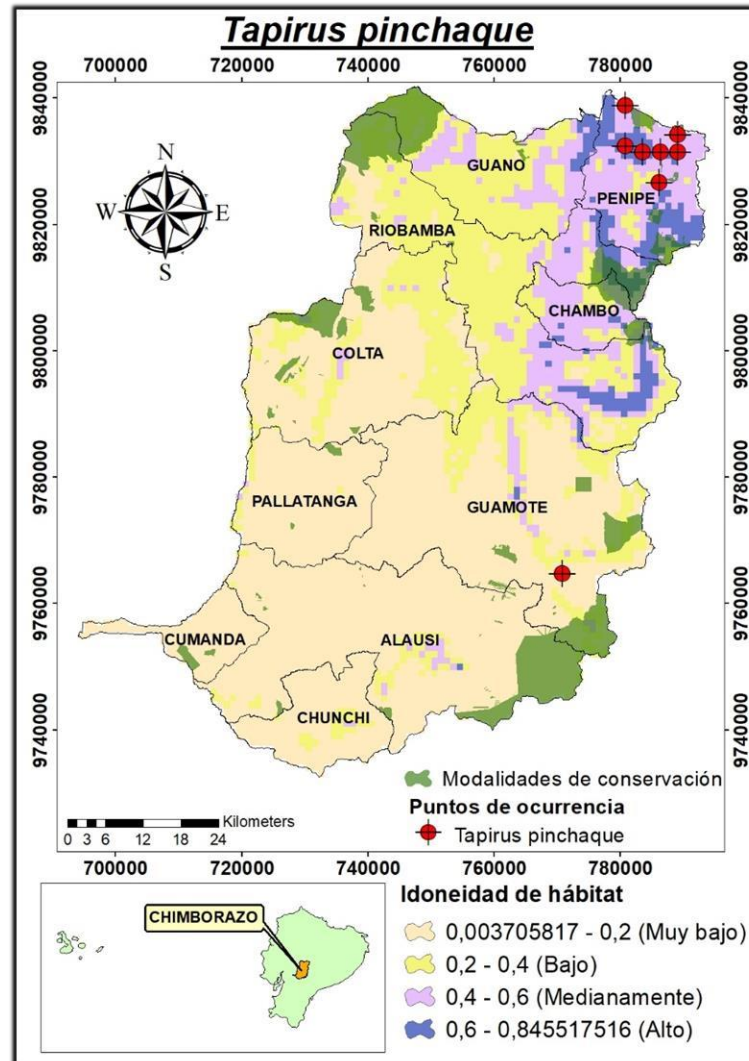 Tapirus pinchaque
700000 720000 740000 760000 780000
9840000
9840000
9820000
9820000
9800000
9800000
9780000
9780000
9760000
9760000
9740000
9740000
N
W E
S
GUANO
PENIPE
RIOBAMBA
CHAMBO
COLTA
PALLATANGA
GUAMOTE
CUMANDA
ALAUSI
CHUNCHI
Modalidades de conservación
Puntos de ocurrencia
Tapirus pinchaque
Kilometers
0 3 6 12 18 24
700000 720000 740000 760000 780000
CHIMBORAZO
Idoneidad de hábitat
0,003705817 - 0,2 (Muy bajo)
0,2 - 0,4 (Bajo)
0,4 - 0,6 (Medianamente)
0,6 - 0,845517516 (Alto)